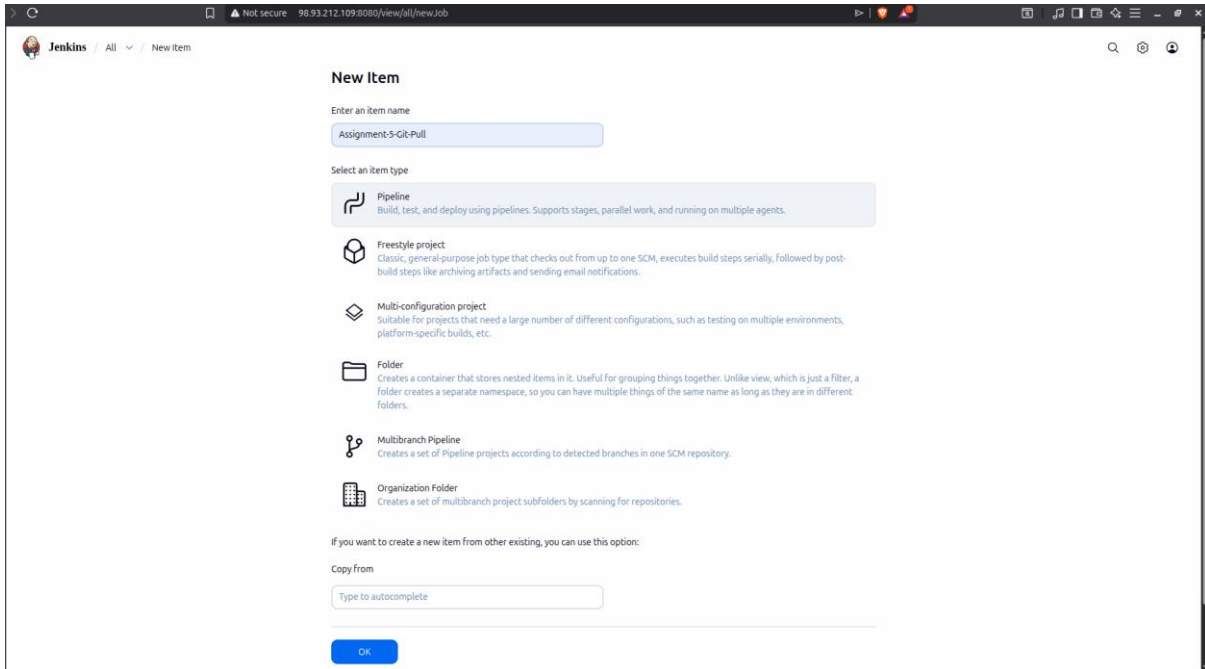 Not secure 98.93.212.109:8080/view/all/newJob
Jenkins / All / New Item
New Item
Enter an item name
Assignment-5-Git-Pull
Select an item type
Pipeline
Build, test, and deploy using pipelines. Supports stages, parallel work, and running on multiple agents.
Freestyle project
Classic, general-purpose job type that checks out from up to one SCM, executes build steps serially, followed by post-
build steps like archiving artifacts and sending email notifications.
Multi-configuration project
Suitable for projects that need a large number of different configurations, such as testing on multiple environments,
platform-specific builds, etc.
Folder
Creates a container that stores nested items in it. Useful for grouping things together. Unlike view, which is just a filter, a
folder creates a separate namespace, so you can have multiple things of the same name as long as they are in different
folders.
Multibranch Pipeline
Creates a set of Pipeline projects according to detected branches in one SCM repository.
Organization Folder
Creates a set of multibranch project subfolders by scanning for repositories.
If you want to create a new item from other existing, you can use this option:
Copy from
Type to autocomplete
OK